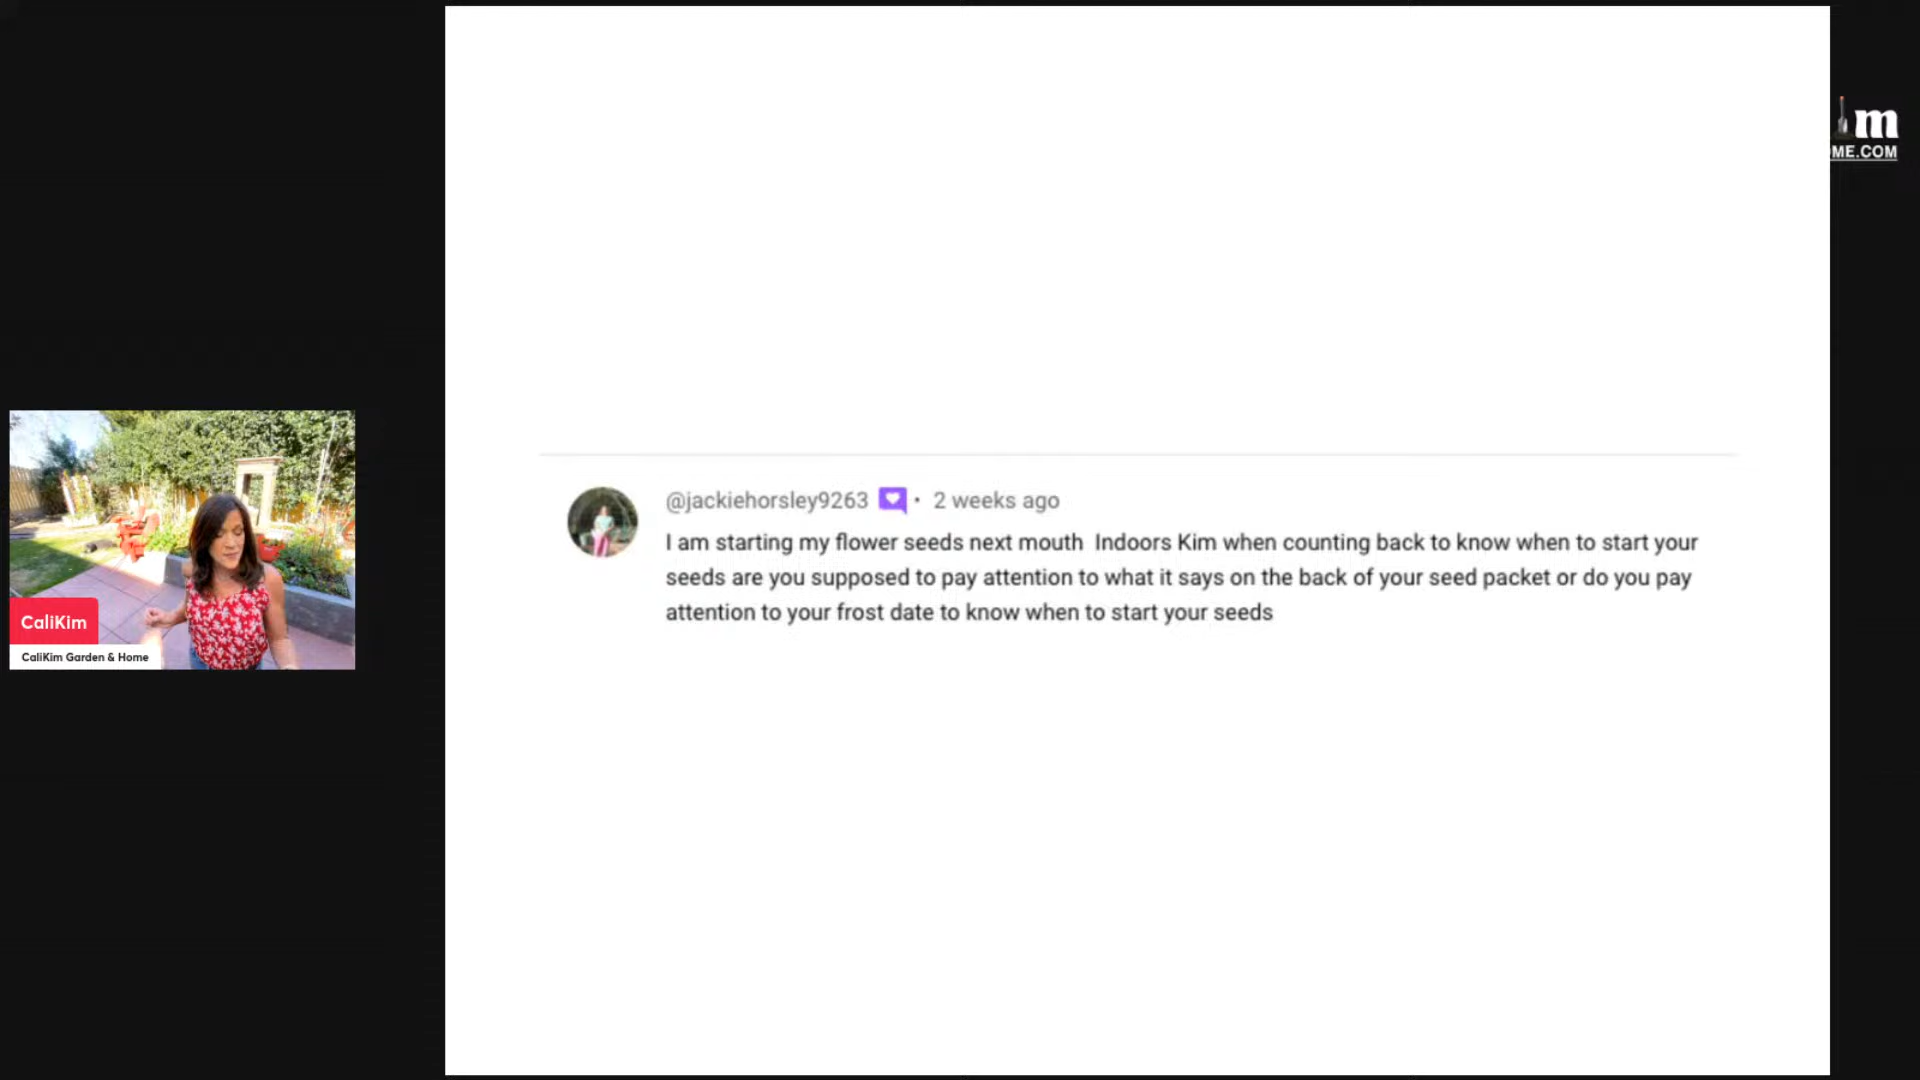 m
ME.COM
@jackiehorsley9263 • 2 weeks ago
I am starting my flower seeds next mouth Indoors Kim when counting back to know when to start your
seeds are you supposed to pay attention to what it says on the back of your seed packet or do you pay
attention to your frost date to know when to start your seeds
CaliKim
CaliKim Garden & Home